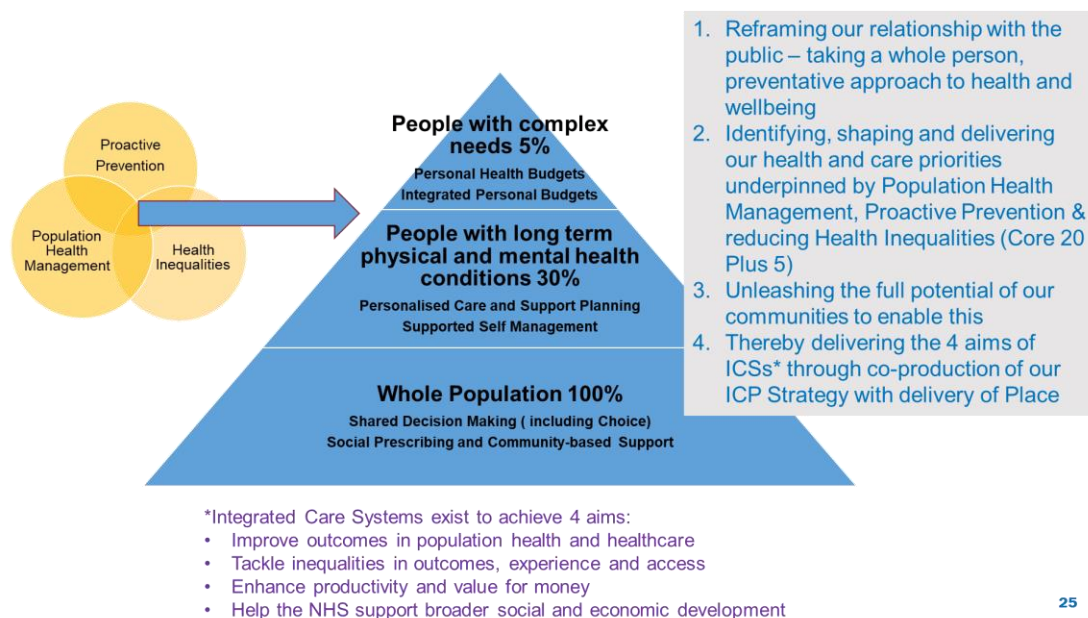 Proactive
Prevention
Population
Health
Management
Health
Inequalities
People with complex
needs 5%
Personal Health Budgets
Integrated Personal Budgets
People with long term
physical and mental health
conditions 30%
Personalised Care and Support Planning
Supported Self Management
Whole Population 100%
Shared Decision Making ( including Choice)
Social Prescribing and Community-based Support
1. Reframing our relationship with the
public – taking a whole person,
preventative approach to health and
wellbeing
2. Identifying, shaping and delivering
our health and care priorities
underpinned by Population Health
Management, Proactive Prevention &
reducing Health Inequalities (Core 20
Plus 5)
3. Unleashing the full potential of our
communities to enable this
4. Thereby delivering the 4 aims of
ICSs* through co-production of our
ICP Strategy with delivery of Place
*Integrated Care Systems exist to achieve 4 aims:
• Improve outcomes in population health and healthcare
• Tackle inequalities in outcomes, experience and access
• Enhance productivity and value for money
• Help the NHS support broader social and economic development
25